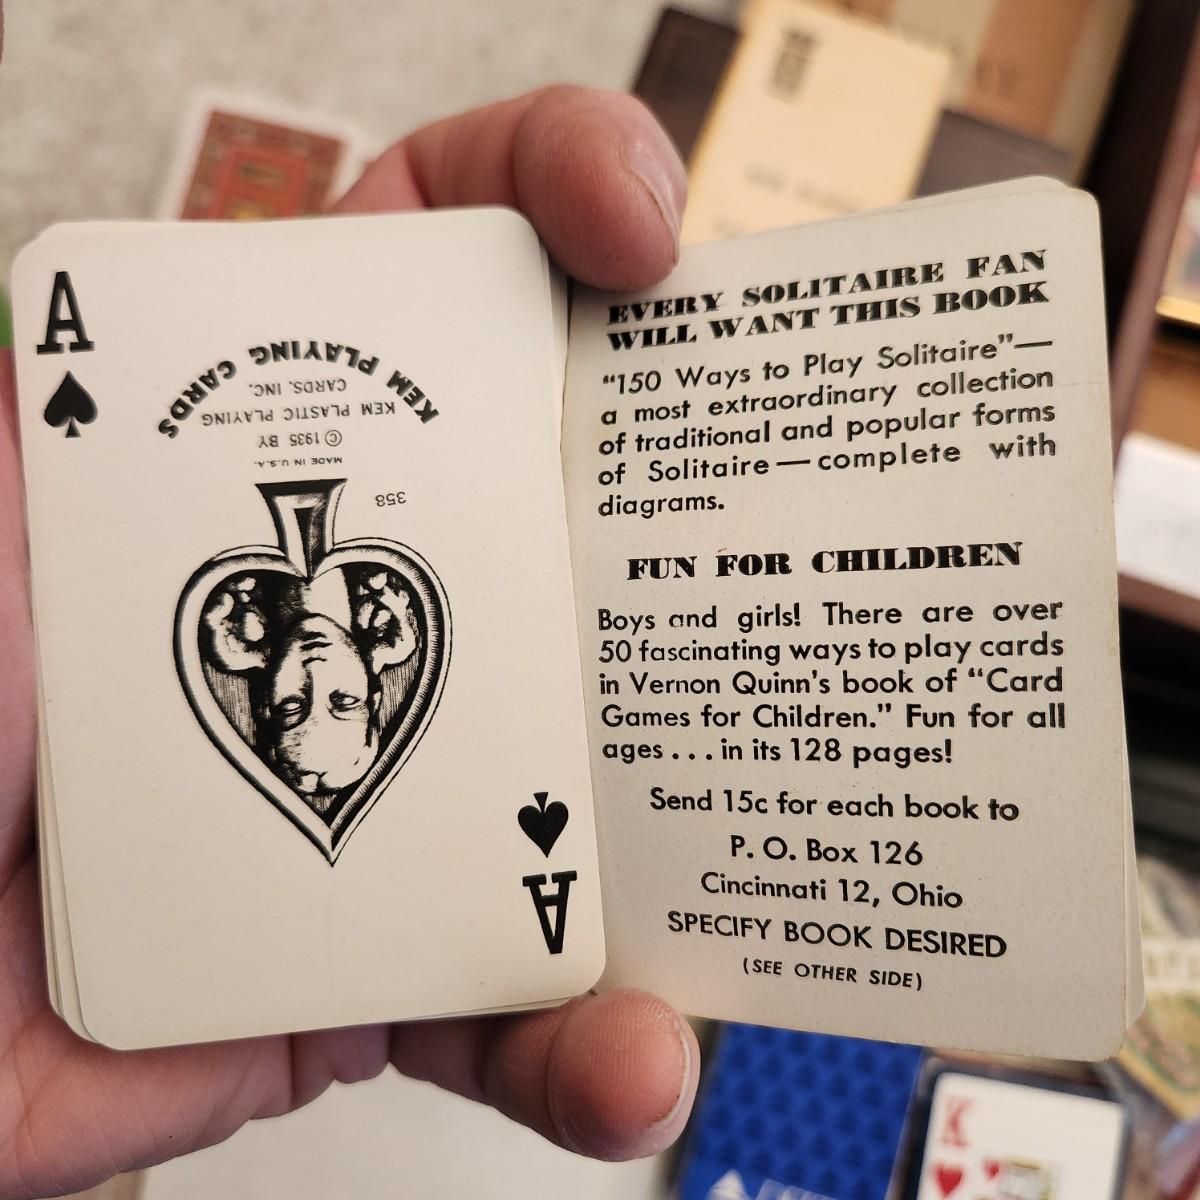 A
KEM PLAYING CARDS
KEM PLASTIC PLAYING
CARDS, INC.
© 1935 BY
MADE IN U.S.A.
358
A
EVERY SOLITAIRE FAN
WILL WANT THIS BOOK
"150 Ways to Play Solitaire"—
a most extraordinary collection
of traditional and popular forms
of Solitaire — complete with
diagrams.
FUN FOR CHILDREN
Boys and girls! There are over
50 fascinating ways to play cards
in Vernon Quinn's book of "Card
Games for Children." Fun for all
ages . . . in its 128 pages!
Send 15c for each book to
P. O. Box 126
Cincinnati 12, Ohio
SPECIFY BOOK DESIRED
(SEE OTHER SIDE)
K